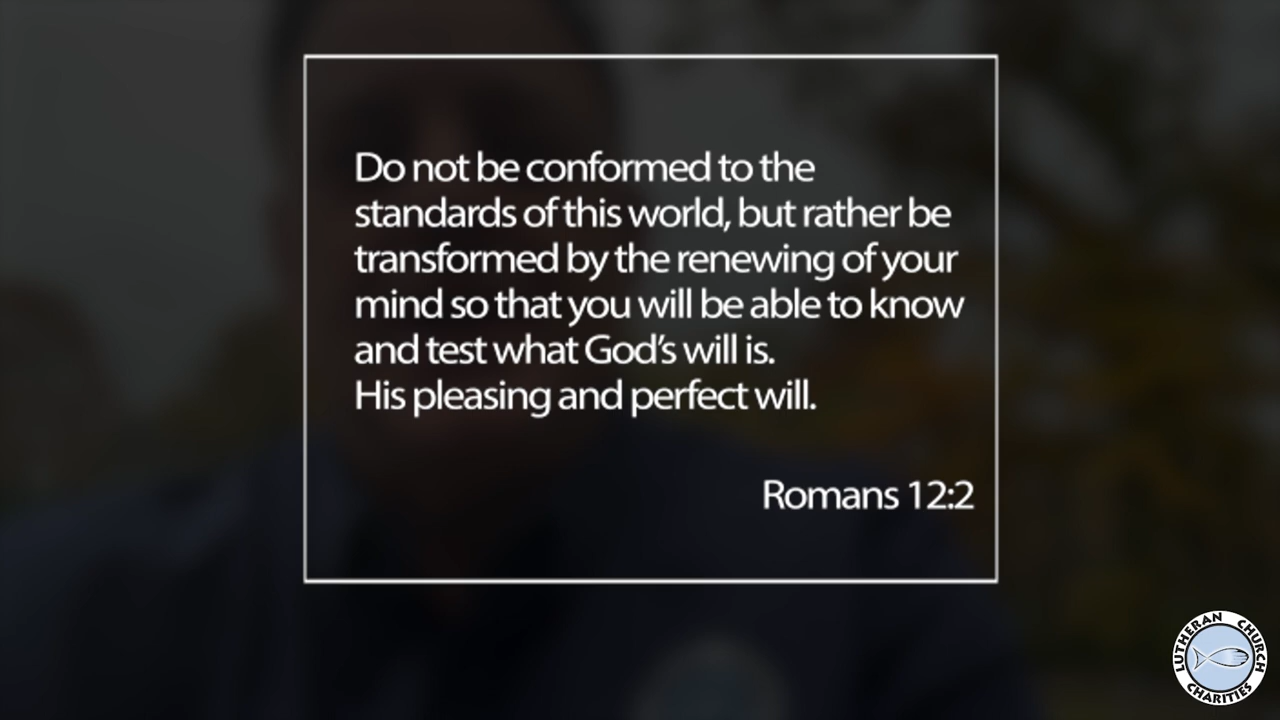 Do not be conformed to the
standards of this world, but rather be
transformed by the renewing of your
mind so that you will be able to know
and test what God's will is.
His pleasing and perfect will.
Romans 12:2
LUTHERAN CHURCH
CHARITIES